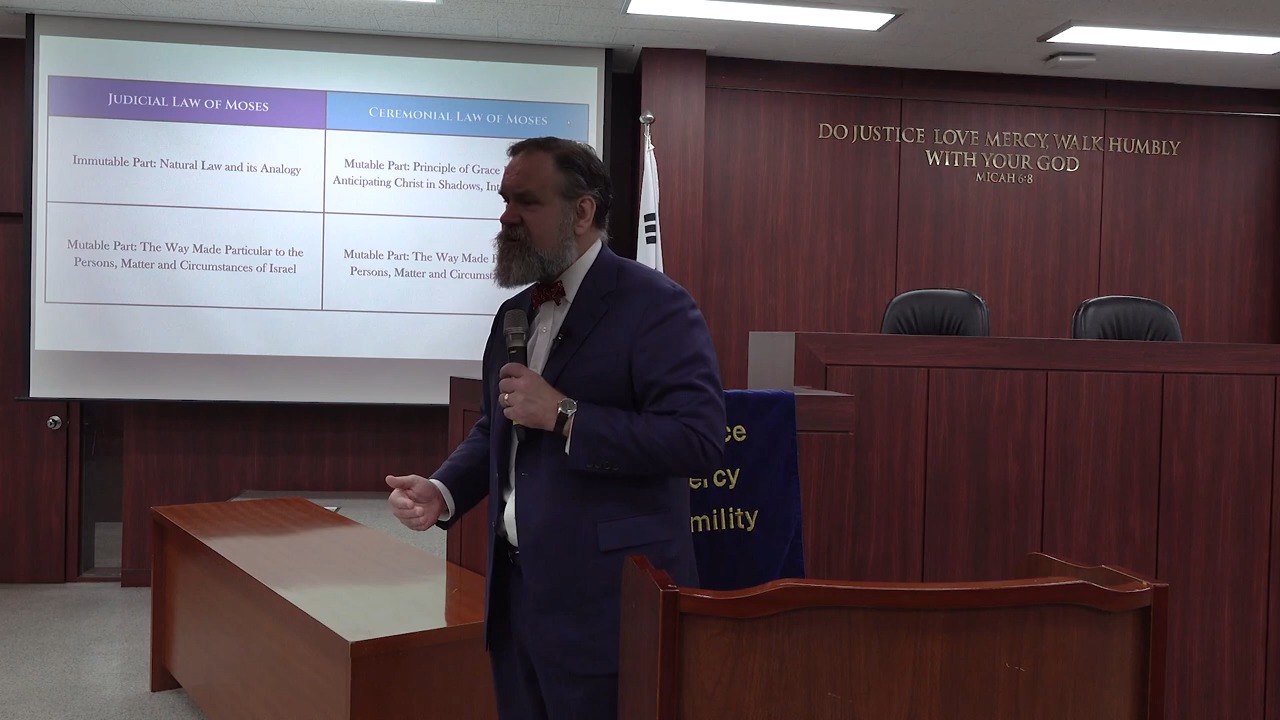 JUDICIAL LAW OF MOSES
CEREMONIAL LAW OF MOSES
Immutable Part: Natural Law and its Analogy
Mutable Part: Principle of Grace
Anticipating Christ in Shadows,
Mutable Part: The Way Made Particular to the
Persons, Matter and Circumstances of Israel
Mutable Part: The Way Made
Persons, Matter and
DO JUSTICE LOVE MERCY, WALK HUMBLY
WITH YOUR GOD
MICAH 6:8